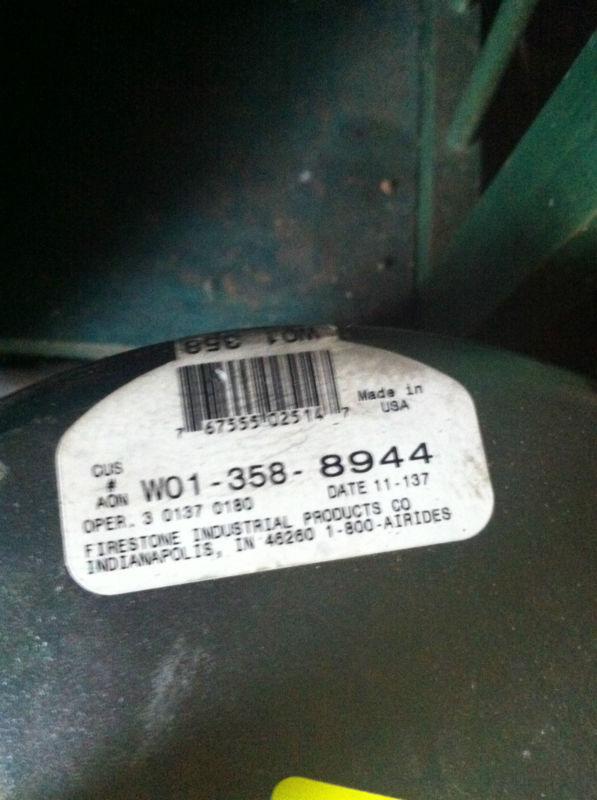 W01 358
7 67555 02514 7
Made in
USA
CUS
#
AON W01-358-8944
OPER. 3 0137 0180 DATE 11-137
FIRESTONE INDUSTRIAL PRODUCTS CO
INDIANAPOLIS, IN 46260 1-800-AIRIDES